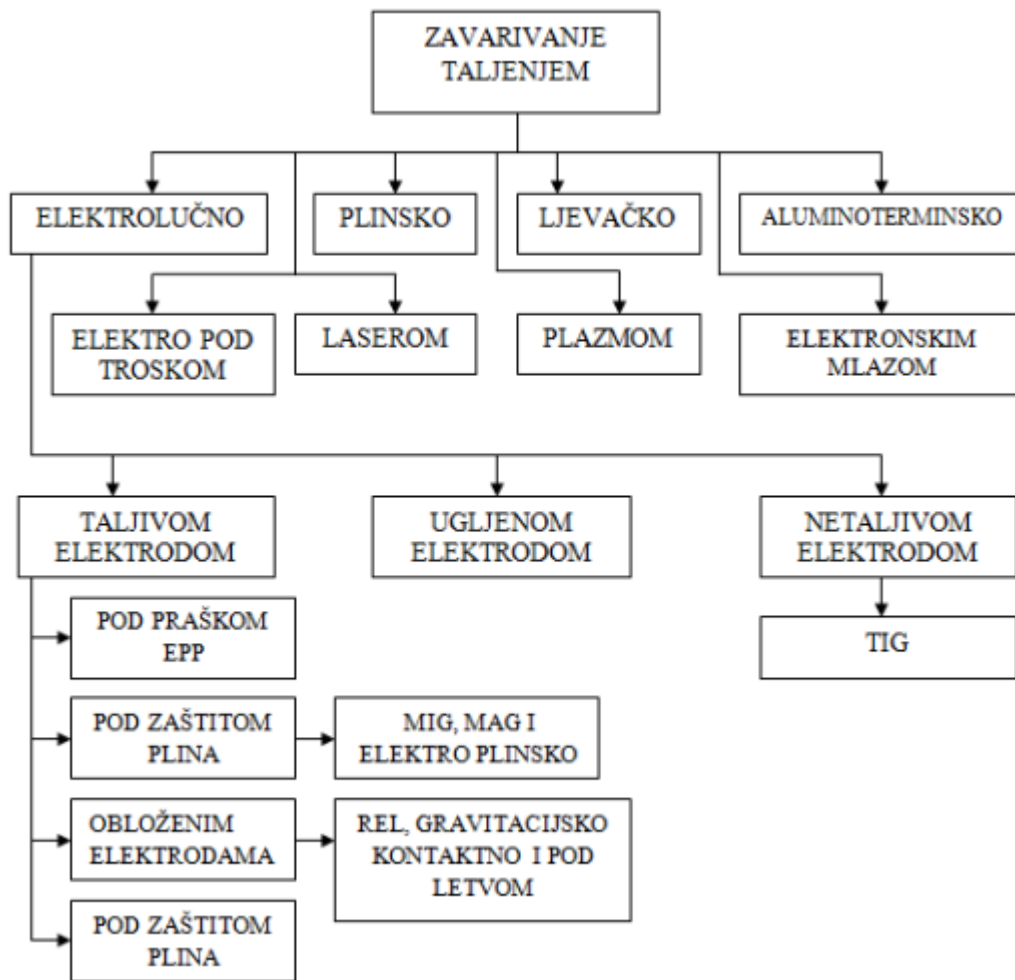 ZAVARIVANJE
TALJENJEM
ELEKTROLUČNO
PLINSKO
LJEVAČKO
ALUMINOTERMINSKO
ELEKTRO POD
TROSKOM
LASEROM
PLAZMOM
ELEKTRONSKIM
MLAZOM
TALJIVOM
ELEKTRODOM
UGLJENOM
ELEKTRODOM
NETALJIVOM
ELEKTRODOM
POD PRAŠKOM
EPP
TIG
POD ZAŠTITOM
PLINA
MIG, MAG I
ELEKTRO PLINSKO
OBLOŽENIM
ELEKTRODAMA
REL, GRAVITACIJSKO
KONTAKTNO I POD
LETVOM
POD ZAŠTITOM
PLINA